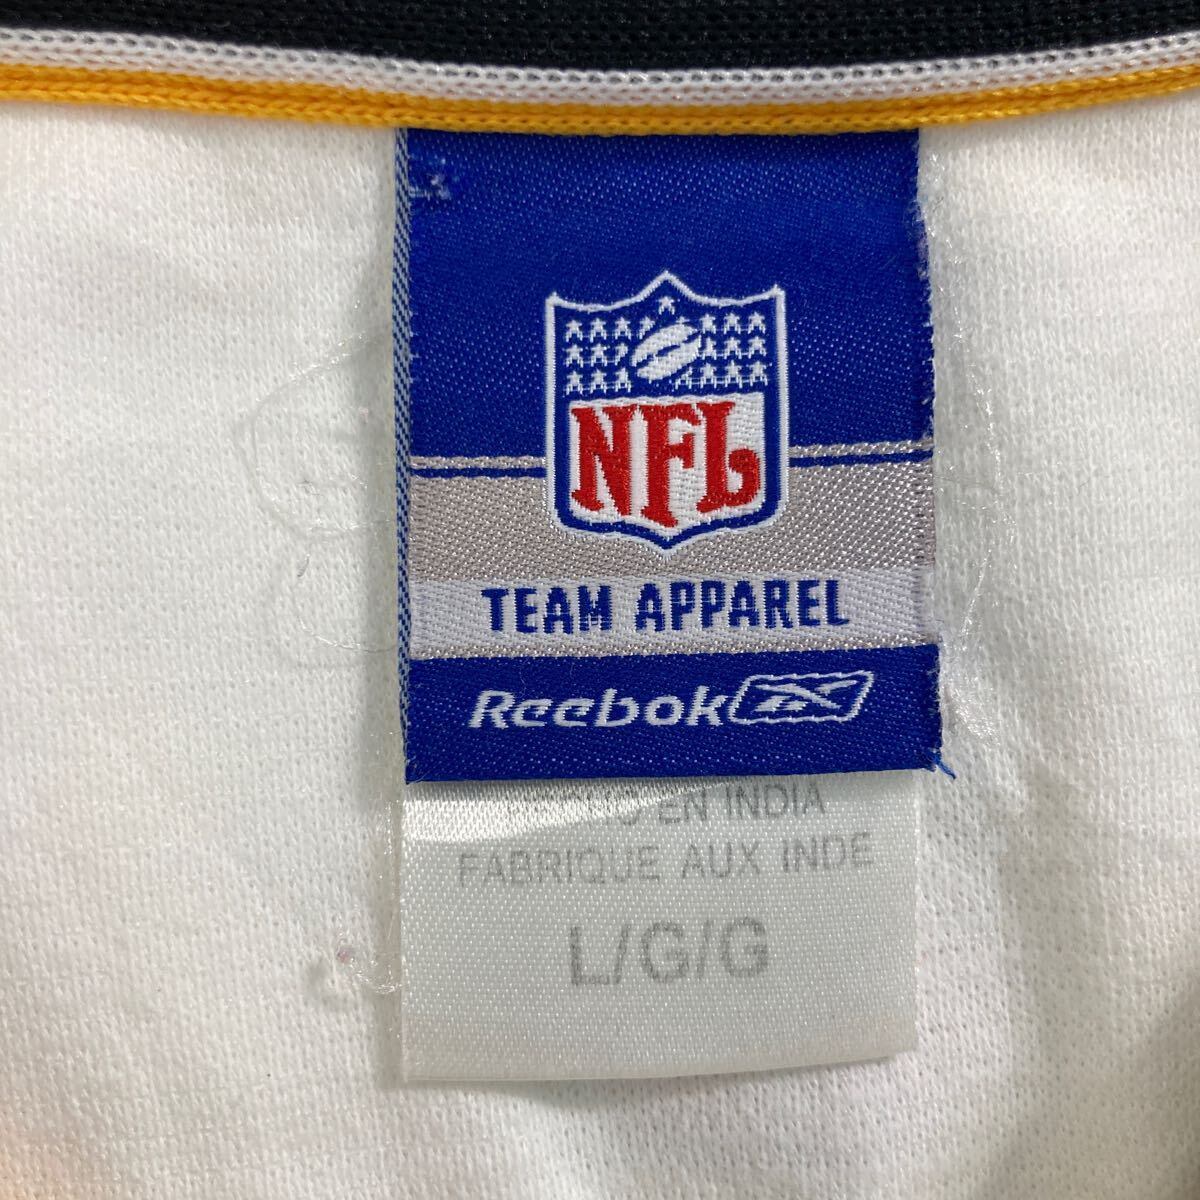 NFL
TEAM APPAREL
Reebok
EN INDIA
FABRIQUE AUX INDE
L/G/G